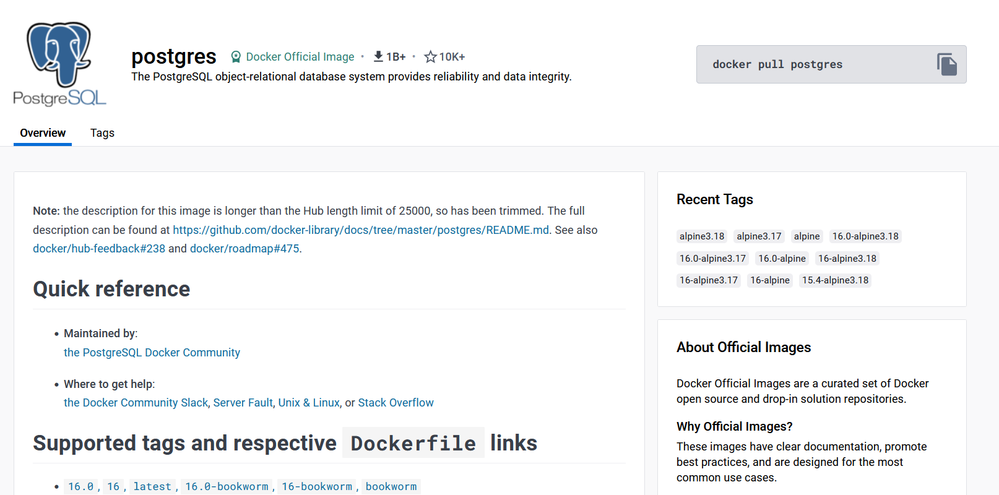 PostgreSQL
postgres Docker Official Image • 1B+ • 10K+
The PostgreSQL object-relational database system provides reliability and data integrity.
docker pull postgres
Overview Tags
Note: the description for this image is longer than the Hub length limit of 25000, so has been trimmed. The full
description can be found at https://github.com/docker-library/docs/tree/master/postgres/README.md. See also
docker/hub-feedback#238 and docker/roadmap#475.
Quick reference
• Maintained by:
the PostgreSQL Docker Community
• Where to get help:
the Docker Community Slack, Server Fault, Unix & Linux, or Stack Overflow
Supported tags and respective Dockerfile links
• 16.0, 16, latest, 16.0-bookworm, 16-bookworm, bookworm
Recent Tags
alpine3.18 alpine3.17 alpine 16.0-alpine3.18
16.0-alpine3.17 16.0-alpine 16-alpine3.18
16-alpine3.17 16-alpine 15.4-alpine3.18
About Official Images
Docker Official Images are a curated set of Docker
open source and drop-in solution repositories.
Why Official Images?
These images have clear documentation, promote
best practices, and are designed for the most
common use cases.